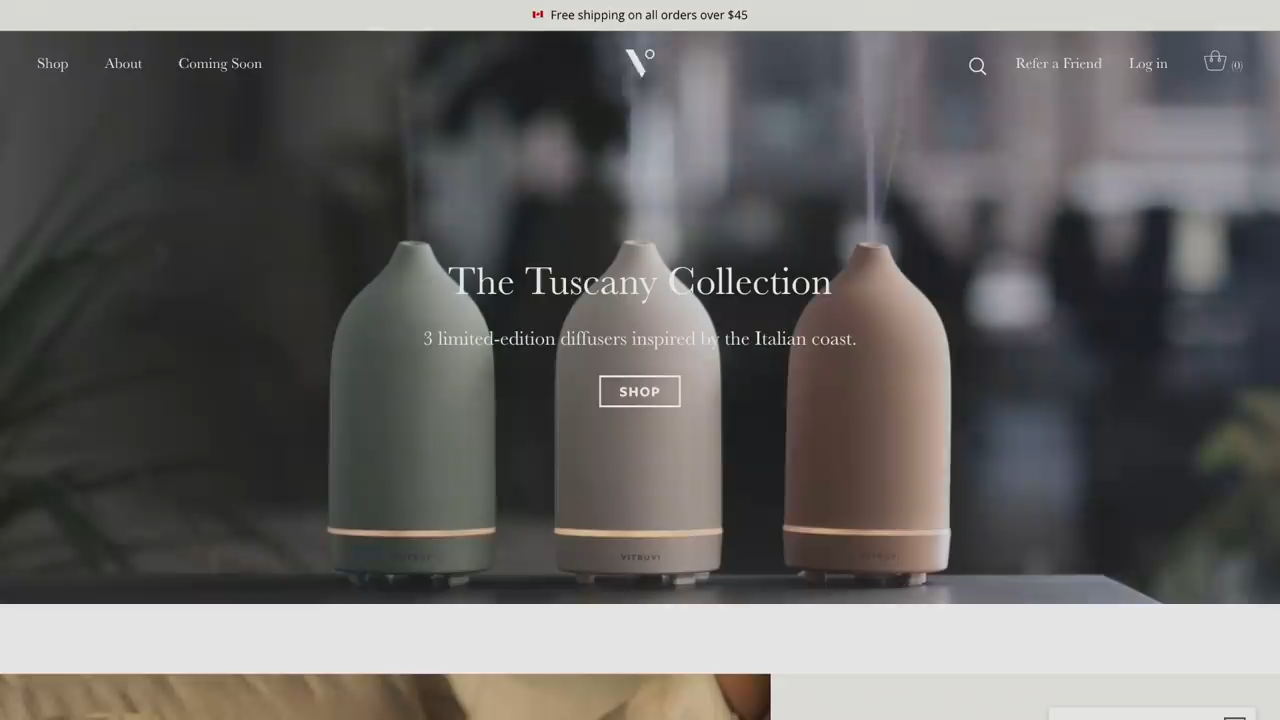 Free shipping on all orders over $45
Shop About Coming Soon
Refer a Friend Log in (0)
The Tuscany Collection
3 limited-edition diffusers inspired by the Italian coast.
SHOP
VITRUVI